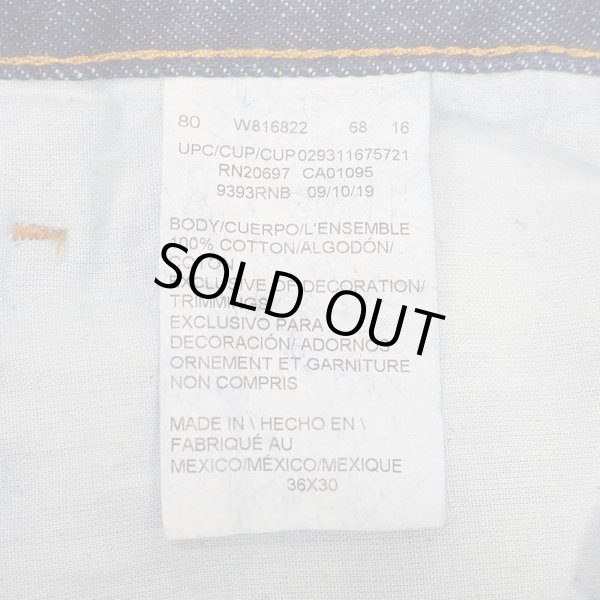 80 W816822 68 16
UPC/CUP/CUP029311675721
RN20697 CA01095
9393RNB 09/10/19
BODY/CUERPO/L'ENSEMBLE
100% COTTON/ALGODÓN/
COTON
EXCLUSIVE OF DECORATION/
TRIMMINGS
EXCLUSIVO PARA
DECORACIÓN/ ADORNOS
ORNEMENT ET GARNITURE
NON COMPRIS
MADE IN \ HECHO EN \
FABRIQUÉ AU
MEXICO/MÉXICO/MEXIQUE
36X30
SOLD OUT